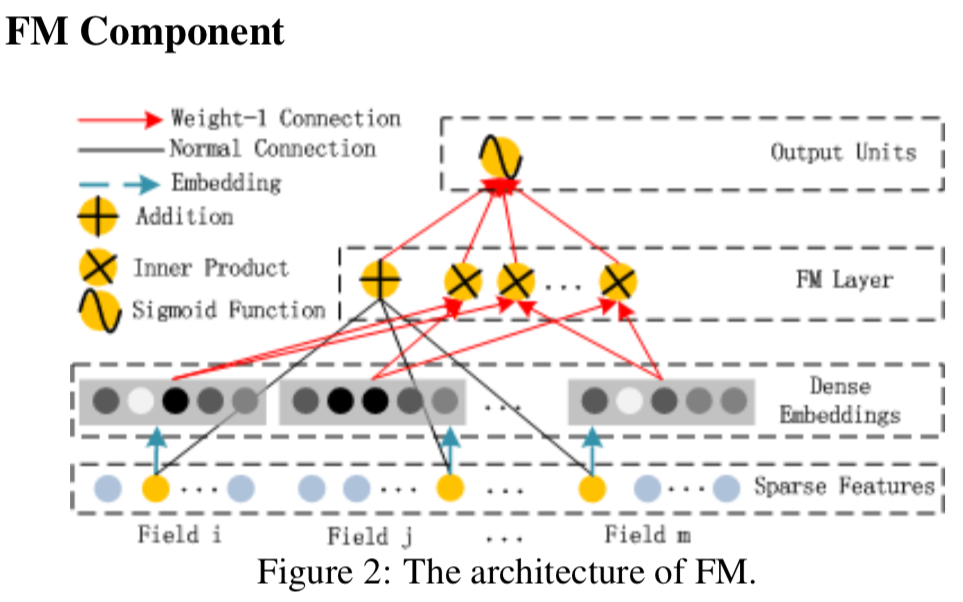 FM Component
Weight-1 Connection
Normal Connection
Embedding
Addition
Inner Product
Sigmoid Function
Output Units
FM Layer
...
Dense
Embeddings
...
Sparse Features
... ... ... ...
Field i Field j ... Field m
Figure 2: The architecture of FM.